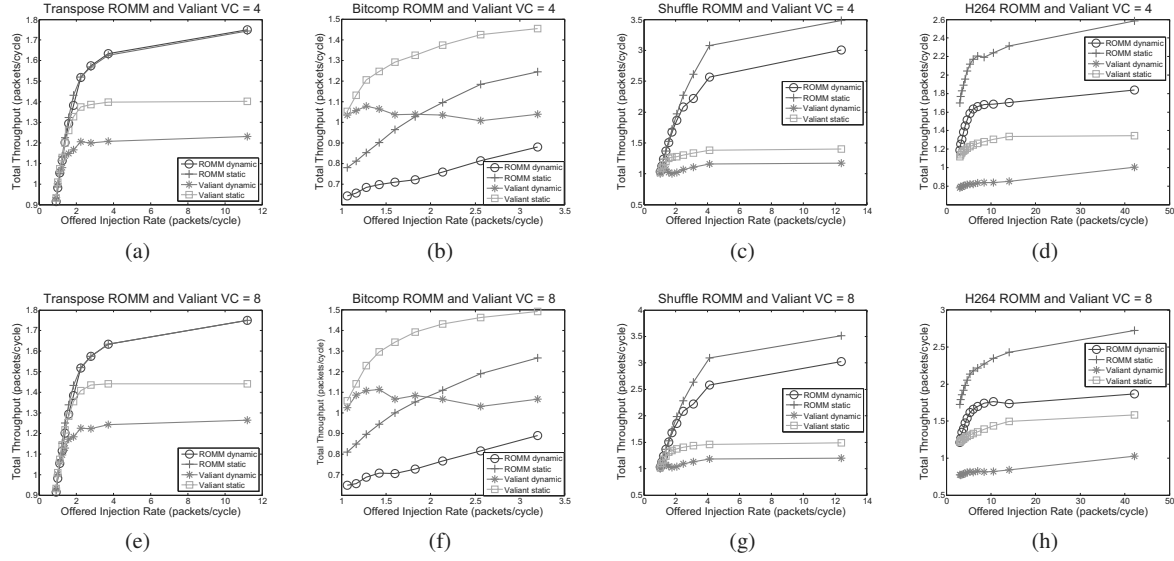 Transpose ROMM and Valiant VC = 4
Total Throughput (packets/cycle)
1.8
1.7
1.6
1.5
1.4
1.3
1.2
1.1
1
0.9
ROMM dynamic
ROMM static
Valiant dynamic
Valiant static
0 2 4 6 8 10 12
Offered Injection Rate (packets/cycle)
(a)
Bitcomp ROMM and Valiant VC = 4
Total Throughput (packets/cycle)
1.5
1.4
1.3
1.2
1.1
1
0.9
0.8
0.7
0.6
ROMM dynamic
ROMM static
Valiant dynamic
Valiant static
1 1.5 2 2.5 3 3.5
Offered Injection Rate (packets/cycle)
(b)
Shuffle ROMM and Valiant VC = 4
Total Throughput (packets/cycle)
3.5
3
2.5
2
1.5
1
0.5
ROMM dynamic
ROMM static
Valiant dynamic
Valiant static
0 2 4 6 8 10 12 14
Offered Injection Rate (packets/cycle)
(c)
H264 ROMM and Valiant VC = 4
Total Throughput (packets/cycle)
2.6
2.4
2.2
2
1.8
1.6
1.4
1.2
1
0.8
ROMM dynamic
ROMM static
Valiant dynamic
Valiant static
0 10 20 30 40 50
Offered Injection Rate (packets/cycle)
(d)
Transpose ROMM and Valiant VC = 8
Total Throughput (packets/cycle)
1.8
1.7
1.6
1.5
1.4
1.3
1.2
1.1
1
0.9
ROMM dynamic
ROMM static
Valiant dynamic
Valiant static
0 2 4 6 8 10 12
Offered Injection Rate (packets/cycle)
(e)
Bitcomp ROMM and Valiant VC = 8
Total Throughput (packets/cycle)
1.5
1.4
1.3
1.2
1.1
1
0.9
0.8
0.7
0.6
ROMM dynamic
ROMM static
Valiant dynamic
Valiant static
1 1.5 2 2.5 3 3.5
Offered Injection Rate (packets/cycle)
(f)
Shuffle ROMM and Valiant VC = 8
Total Throughput (packets/cycle)
4
3.5
3
2.5
2
1.5
1
0.5
ROMM dynamic
ROMM static
Valiant dynamic
Valiant static
0 2 4 6 8 10 12 14
Offered Injection Rate (packets/cycle)
(g)
H264 ROMM and Valiant VC = 8
Total Throughput (packets/cycle)
3
2.5
2
1.5
1
0.5
ROMM dynamic
ROMM static
Valiant dynamic
Valiant static
0 10 20 30 40 50
Offered Injection Rate (packets/cycle)
(h)